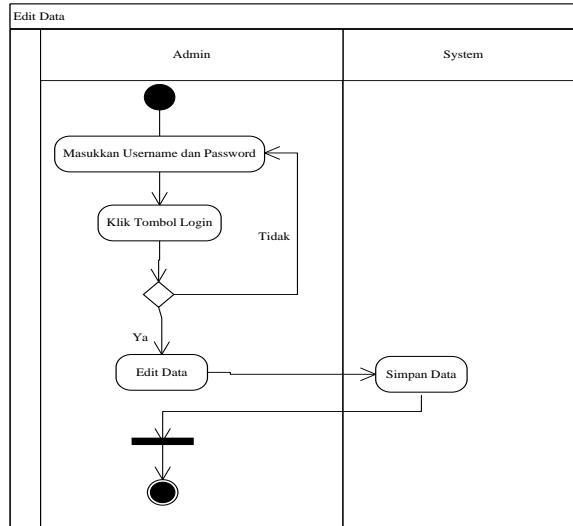 Edit Data
Admin
System
Masukkan Username dan Password
Klik Tombol Login
Tidak
Ya
Edit Data
Simpan Data